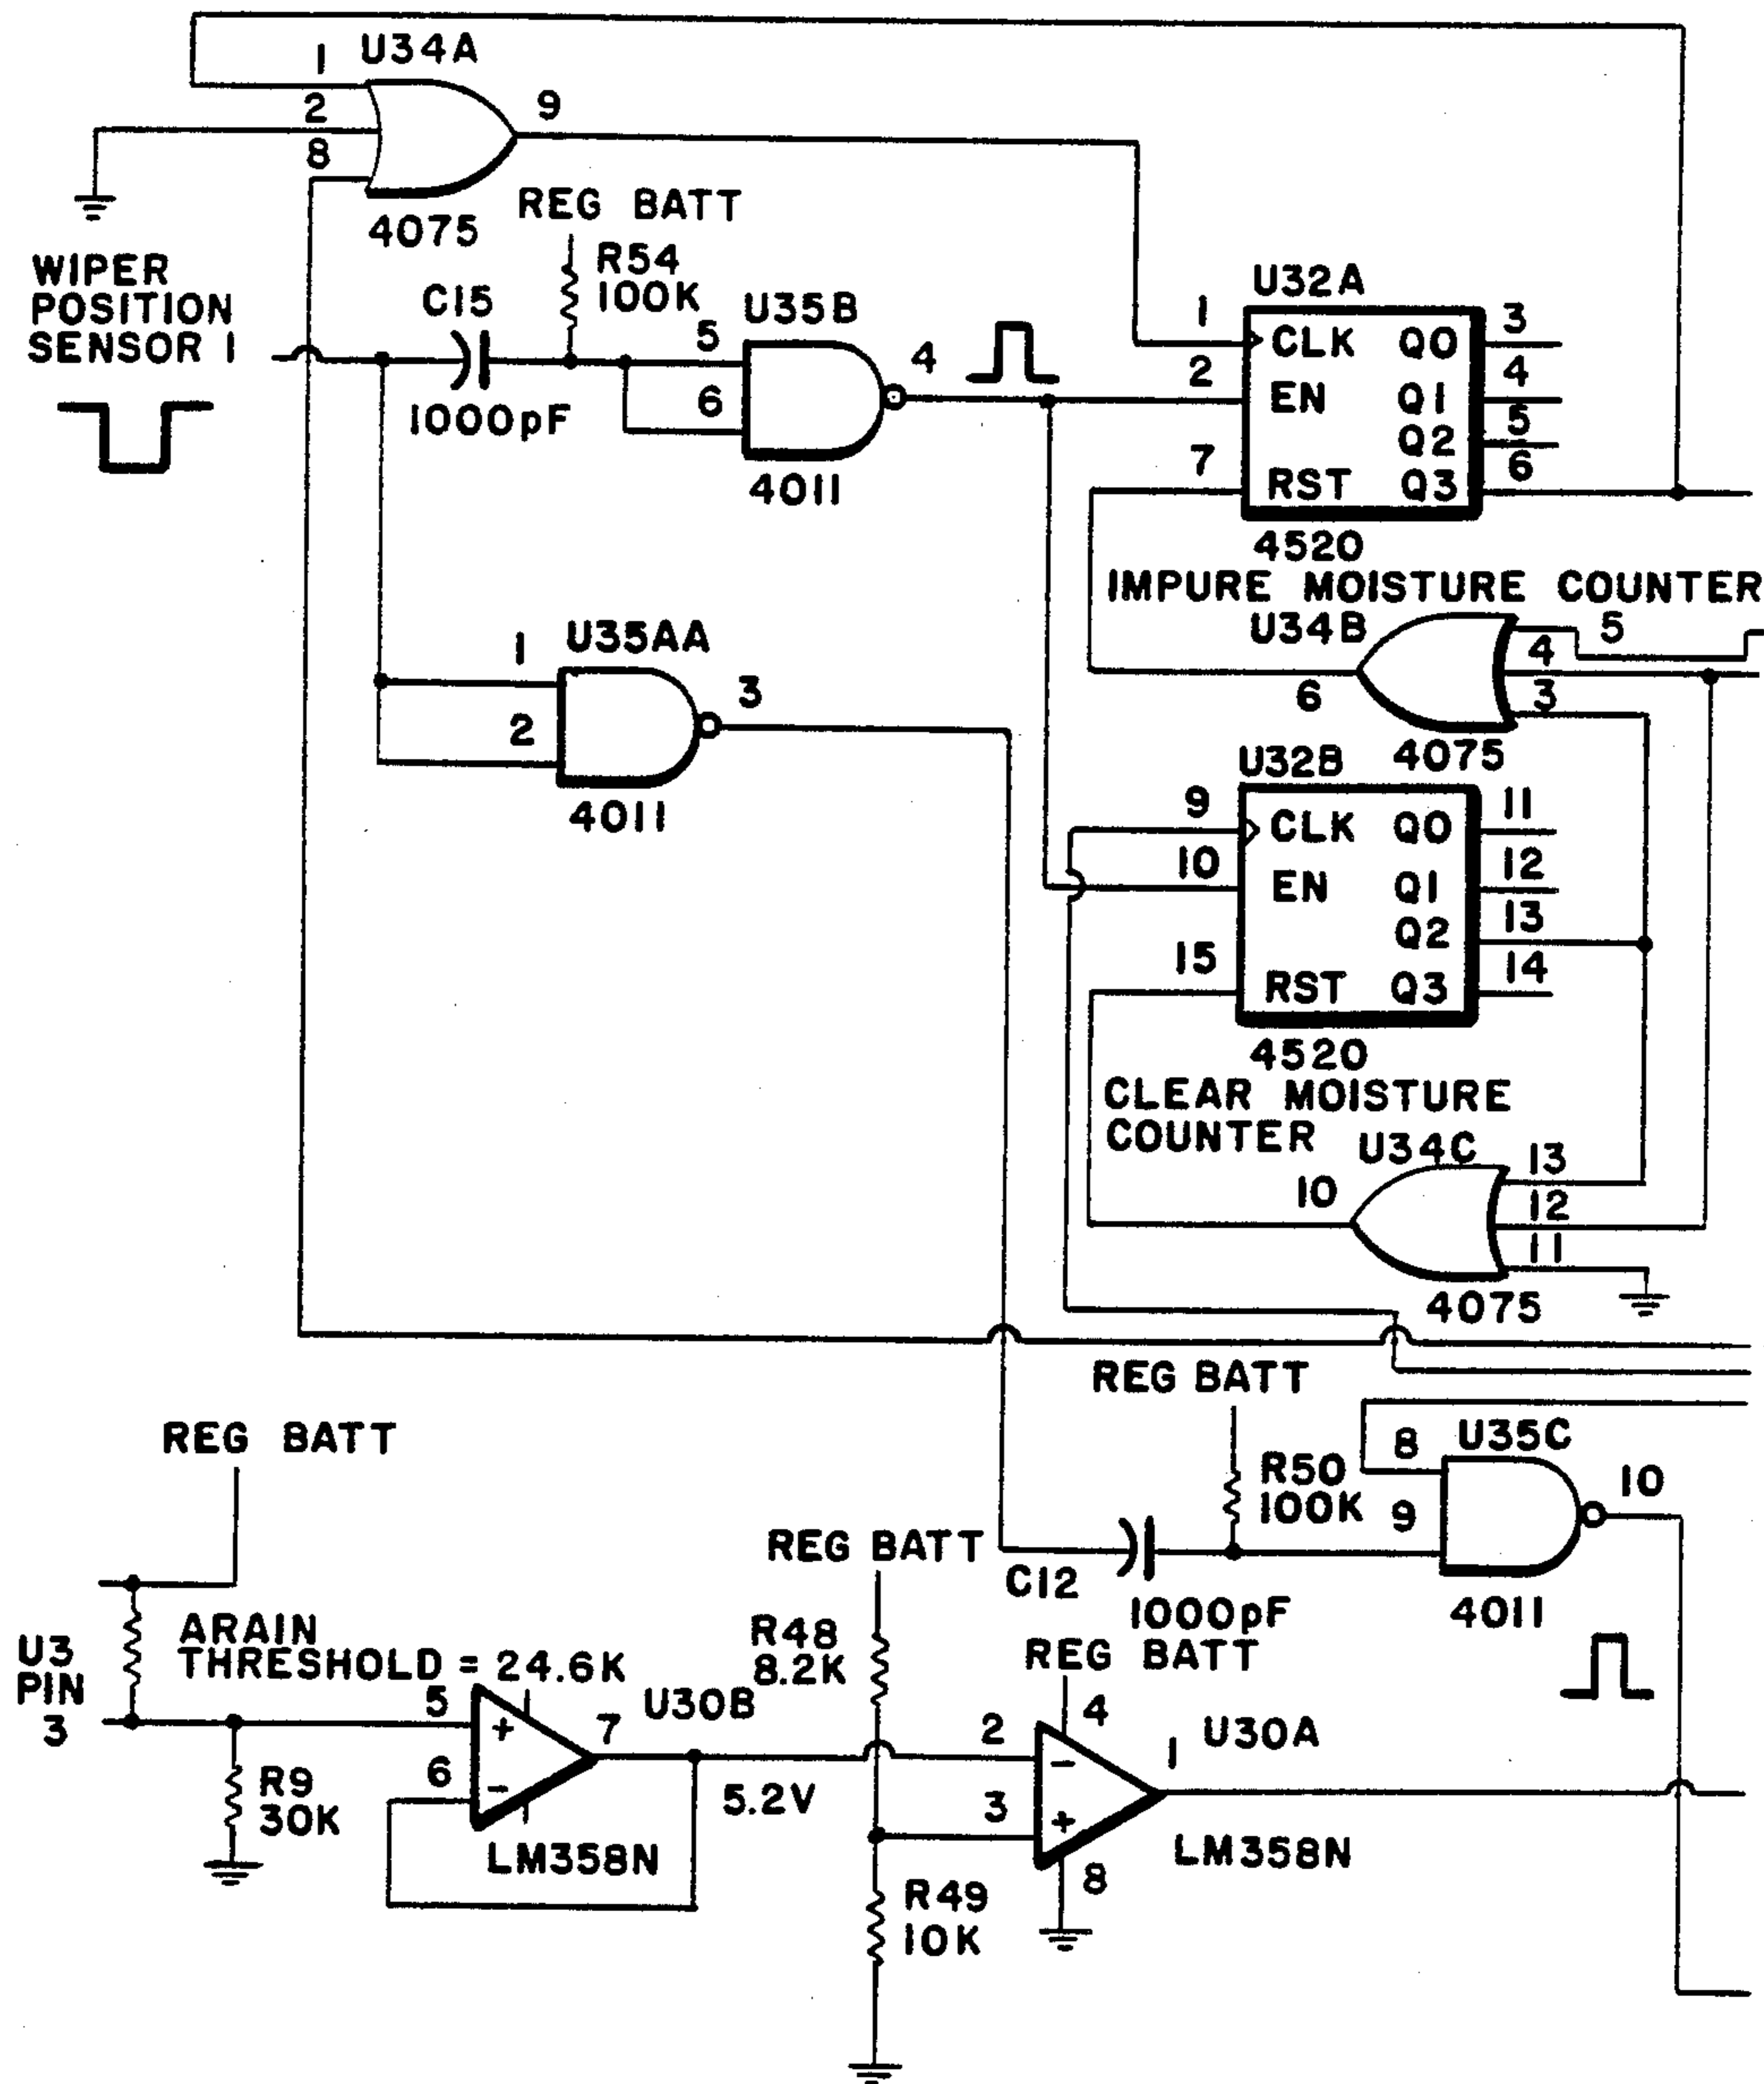 1
U34A
2
8
9
4075
REG BATT
WIPER
POSITION
SENSOR 1
C15
1000pF
R54
100K
U35B
5
6
4
4011
U32A
1
CLK
Q0
3
2
EN
Q1
4
Q2
5
7
RST
Q3
6
4520
IMPURE MOISTURE COUNTER
U34B
5
4
3
6
4075
1
U35AA
2
3
4011
U32B
9
CLK
Q0
11
10
EN
Q1
12
Q2
13
15
RST
Q3
14
4520
CLEAR MOISTURE
COUNTER
U34C
13
12
11
10
4075
REG BATT
R50
100K
8
U35C
9
10
4011
C12
1000pF
REG BATT
U3
PIN
3
ARAIN
THRESHOLD = 24.6K
R9
30K
5
+
6
-
7
U30B
LM358N
5.2V
REG BATT
R48
8.2K
R49
10K
REG BATT
4
2
-
3
+
8
1
U30A
LM358N